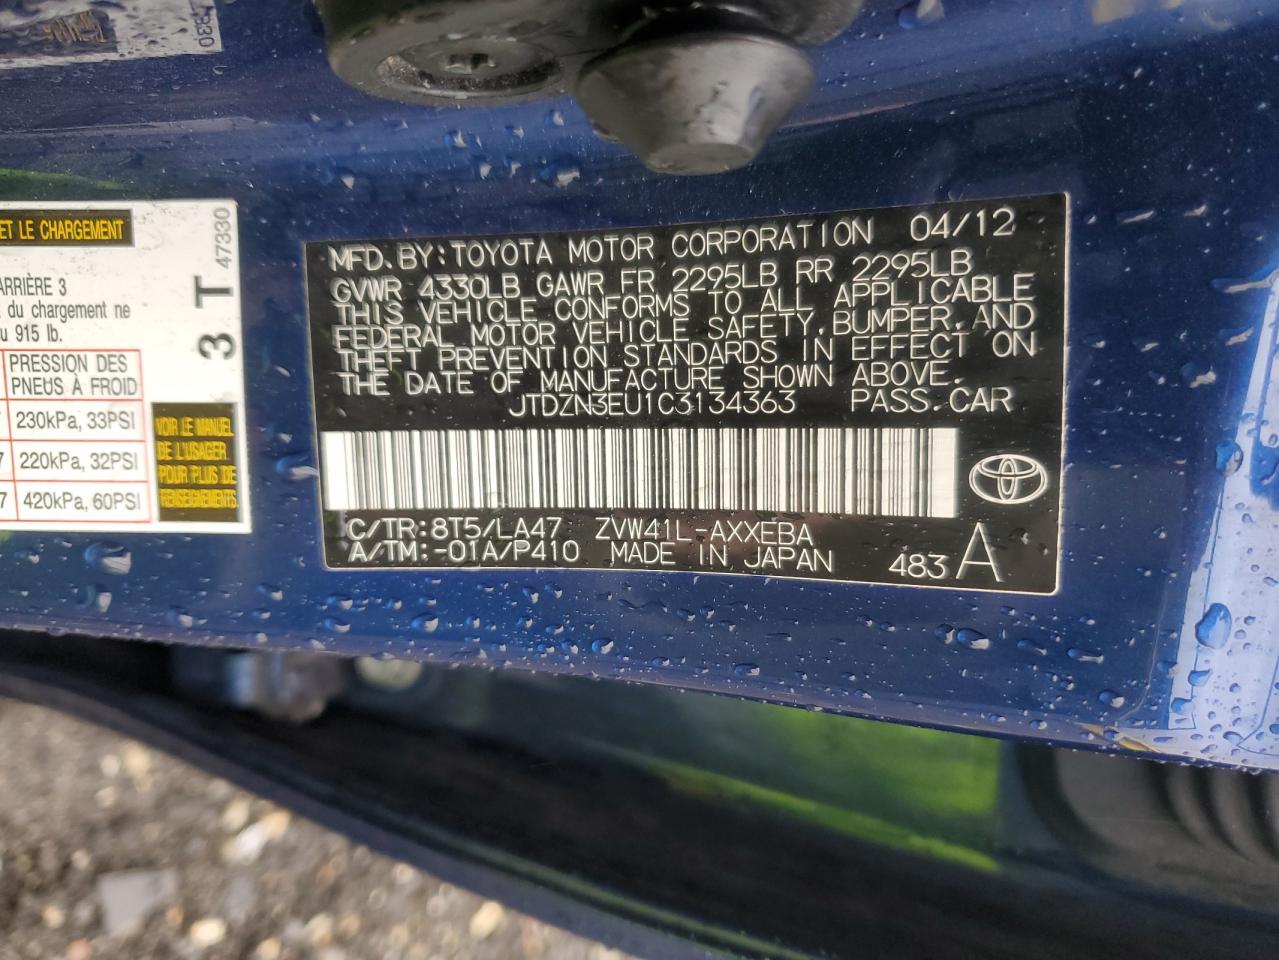 330
ET LE CHARGEMENT
ARRIÈRE 3
du chargement ne
915 lb.
PRESSION DES
PNEUS À FROID
7 230kPa, 33PSI
7 220kPa, 32PSI
7 420kPa, 60PSI
VOIR LE MANUEL
DE L'USAGER
POUR PLUS DE
RENSEIGNEMENTS
3 T
47330
MFD. BY: TOYOTA MOTOR CORPORATION 04/12
GVWR 4330LB GAWR FR 2295LB RR 2295LB
THIS VEHICLE CONFORMS TO ALL APPLICABLE
FEDERAL MOTOR VEHICLE SAFETY, BUMPER, AND
THEFT PREVENTION STANDARDS IN EFFECT ON
THE DATE OF MANUFACTURE SHOWN ABOVE.
JTDZN3EU1C3134363 PASS. CAR
C/TR: 8T5/LA47 ZVW41L-AXXEBA
A/TM: -01A/P410 MADE IN JAPAN 483 A